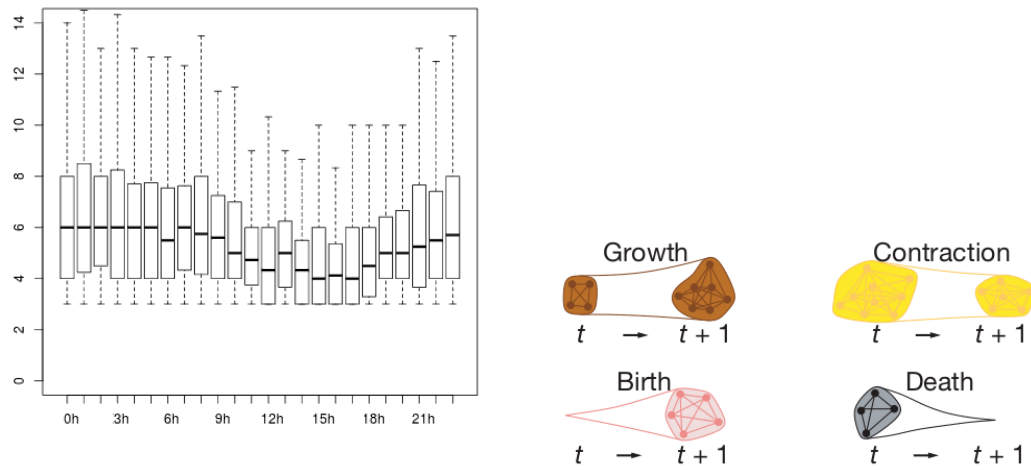 14
12
10
8
6
4
2
0
0h 3h 6h 9h 12h 15h 18h 21h
Growth
t → t + 1
Contraction
t → t + 1
Birth
t → t + 1
Death
t → t + 1